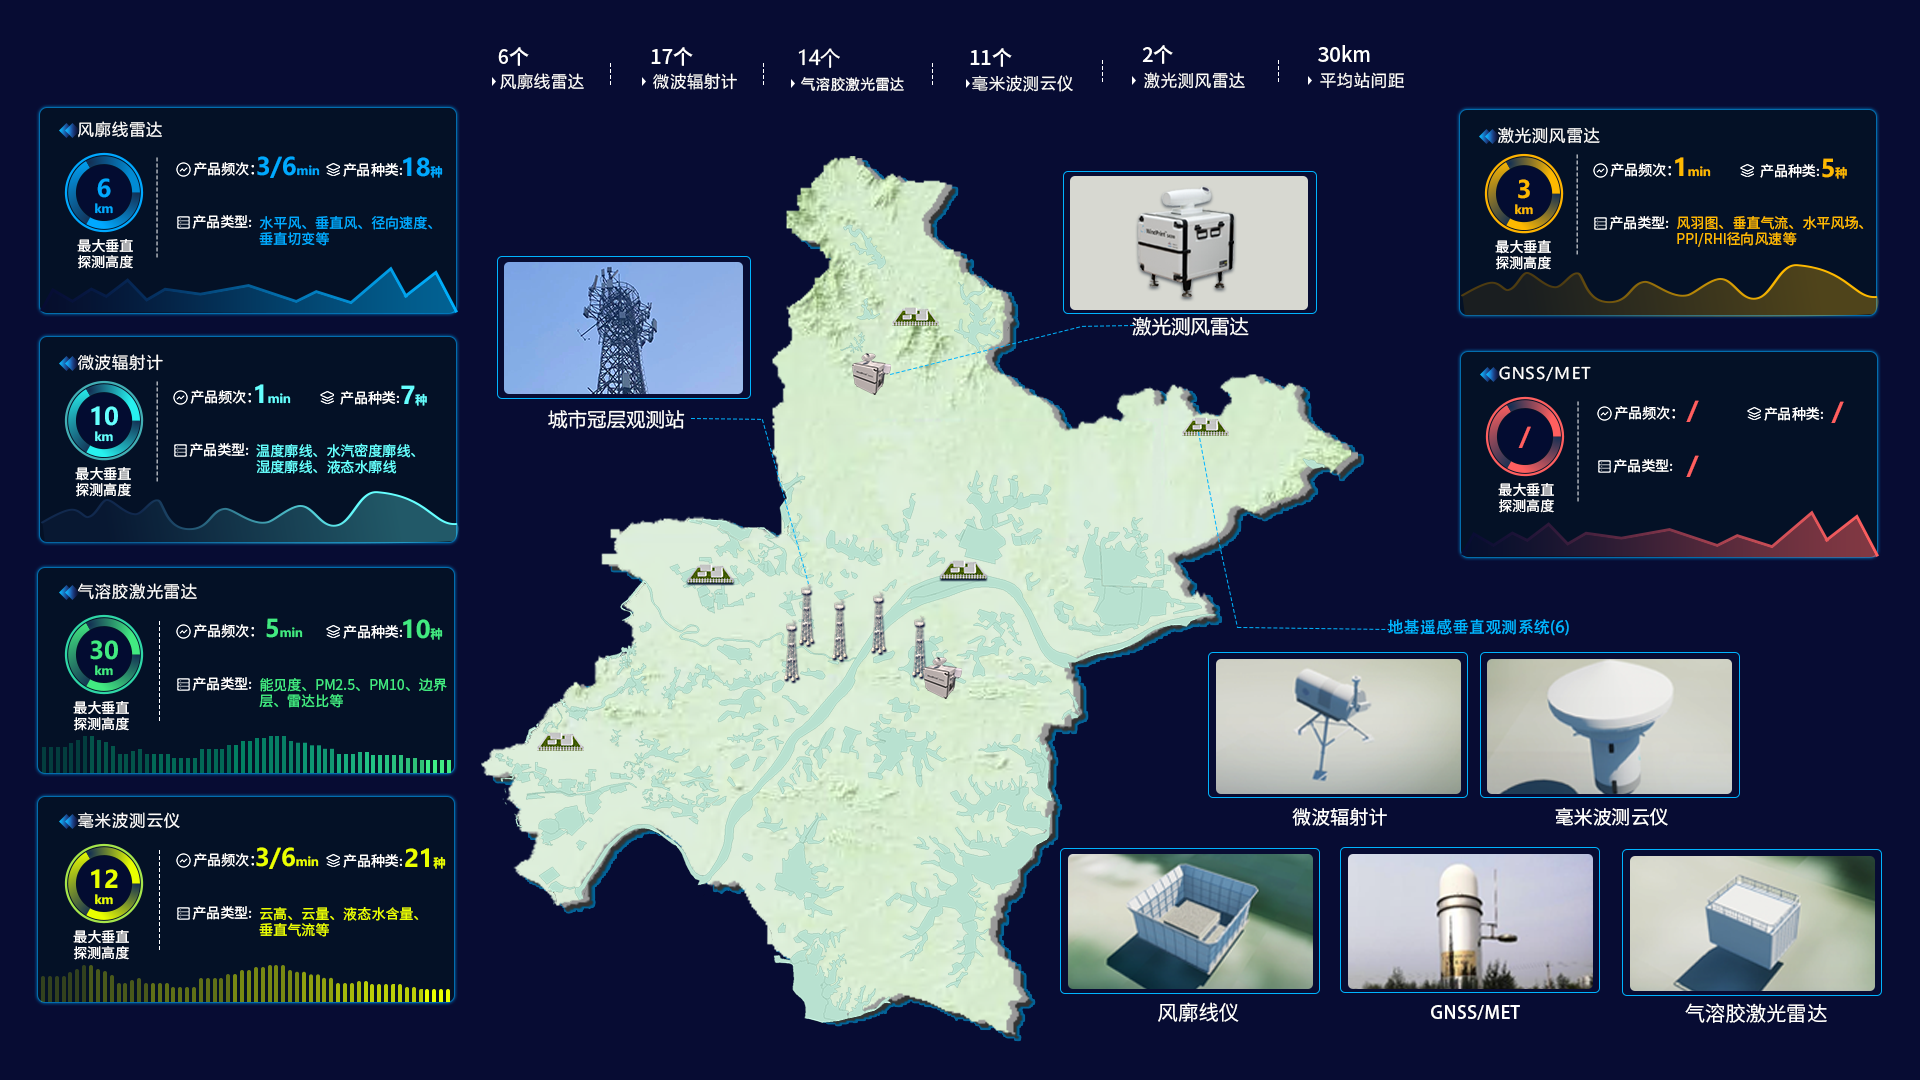 6个
风廓线雷达
17个
微波辐射计
14个
气溶胶激光雷达
11个
毫米波测云仪
2个
激光测风雷达
30km
平均站间距
风廓线雷达
6
km
最大垂直
探测高度
产品频次:3/6min
产品种类:18种
产品类型:
水平风、垂直风、径向速度、
垂直切变等
微波辐射计
10
km
最大垂直
探测高度
产品频次:1min
产品种类:7种
产品类型:
温度廓线、水汽密度廓线、
湿度廓线、液态水廓线
气溶胶激光雷达
30
km
最大垂直
探测高度
产品频次: 5min
产品种类:10种
产品类型:
能见度、PM2.5、PM10、边界
层、雷达比等
毫米波测云仪
12
km
最大垂直
探测高度
产品频次:3/6min
产品种类:21种
产品类型:
云高、云量、液态水含量、
垂直气流等
城市冠层观测站
激光测风雷达
激光测风雷达
3
km
最大垂直
探测高度
产品频次:1min
产品种类:5种
产品类型:
风羽图、垂直气流、水平风场、
PPI/RHI径向风速等
GNSS/MET
/
最大垂直
探测高度
产品频次: /
产品种类: /
产品类型: /
地基遥感垂直观测系统(6)
微波辐射计
毫米波测云仪
风廓线仪
GNSS/MET
气溶胶激光雷达